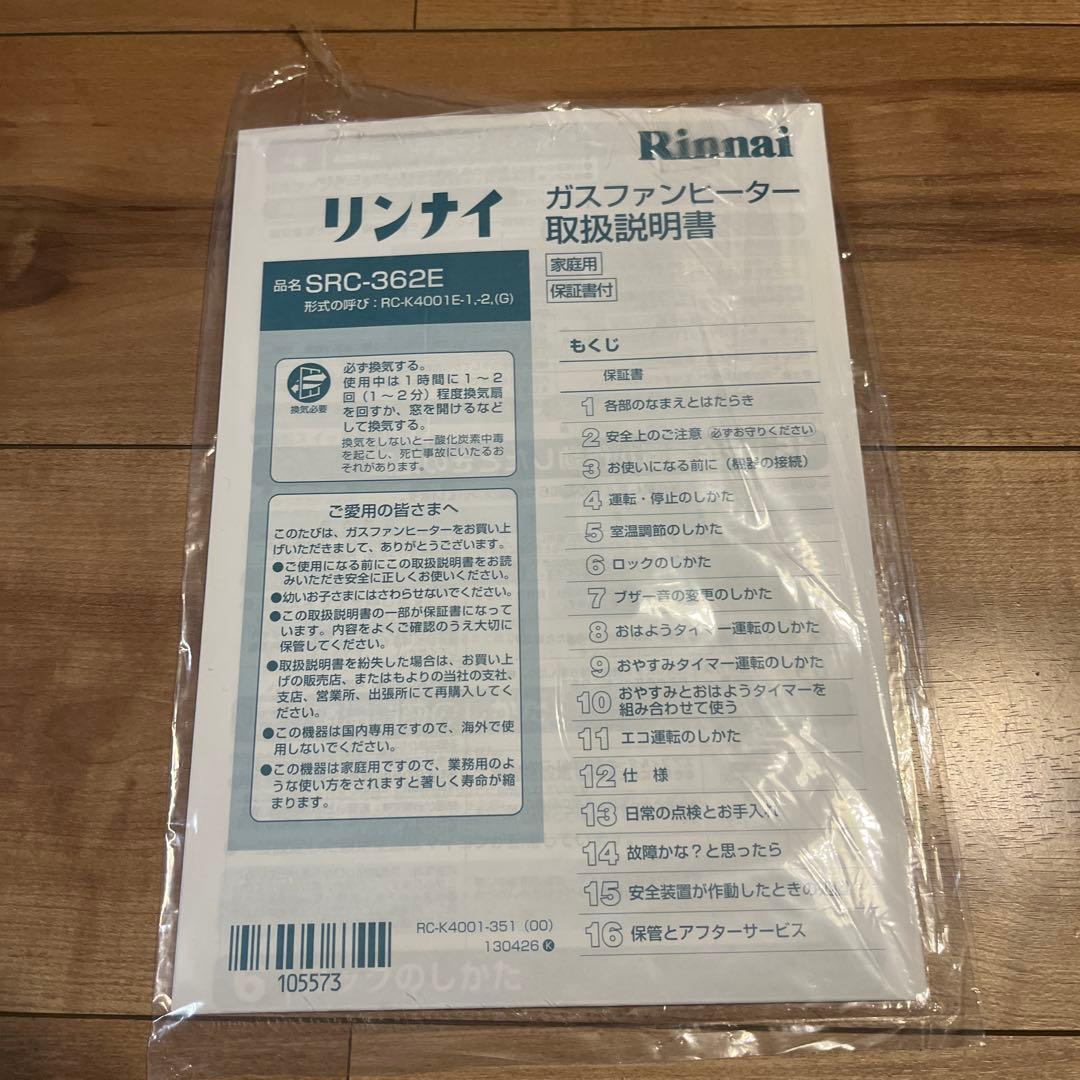 Rinnai
リンナイ
ガスファンヒーター
取扱説明書
家庭用
保証書付
品名 SRC-362E
形式の呼び：RC-K4001E-1,-2,(G)
換気必要
必ず換気する。
使用中は1時間に1～2
回（1～2分）程度換気扇
を回すか、窓を開けるなど
して換気する。
換気をしないと一酸化炭素中毒
を起こし、死亡事故にいたるお
それがあります。
ご愛用の皆さまへ
このたびは、ガスファンヒーターをお買い上
げいただきまして、ありがとうございます。
●ご使用になる前にこの取扱説明書をお読
みいただき安全に正しくお使いください。
●幼いお子さまにはさわらせないでください。
●この取扱説明書の一部が保証書になって
います。内容をよくご確認のうえ大切に
保管してください。
●取扱説明書を紛失した場合は、お買い上
げの販売店、またはもよりの当社の支社、
支店、営業所、出張所にて再購入してく
ださい。
●この機器は国内専用ですので、海外で使
用しないでください。
●この機器は家庭用ですので、業務用のよ
うな使い方をされますと著しく寿命が縮
まります。
もくじ
保証書
1 各部のなまえとはたらき
2 安全上のご注意 必ずお守りください
3 お使いになる前に（機器の接続）
4 運転・停止のしかた
5 室温調節のしかた
6 ロックのしかた
7 ブザー音の変更のしかた
8 おはようタイマー運転のしかた
9 おやすみタイマー運転のしかた
10 おやすみとおはようタイマーを
組み合わせて使う
11 エコ運転のしかた
12 仕 様
13 日常の点検とお手入れ
14 故障かな？と思ったら
15 安全装置が作動したときの
16 保管とアフターサービス
RC-K4001-351（00）
130426 K
105573
6 ロックのしかた